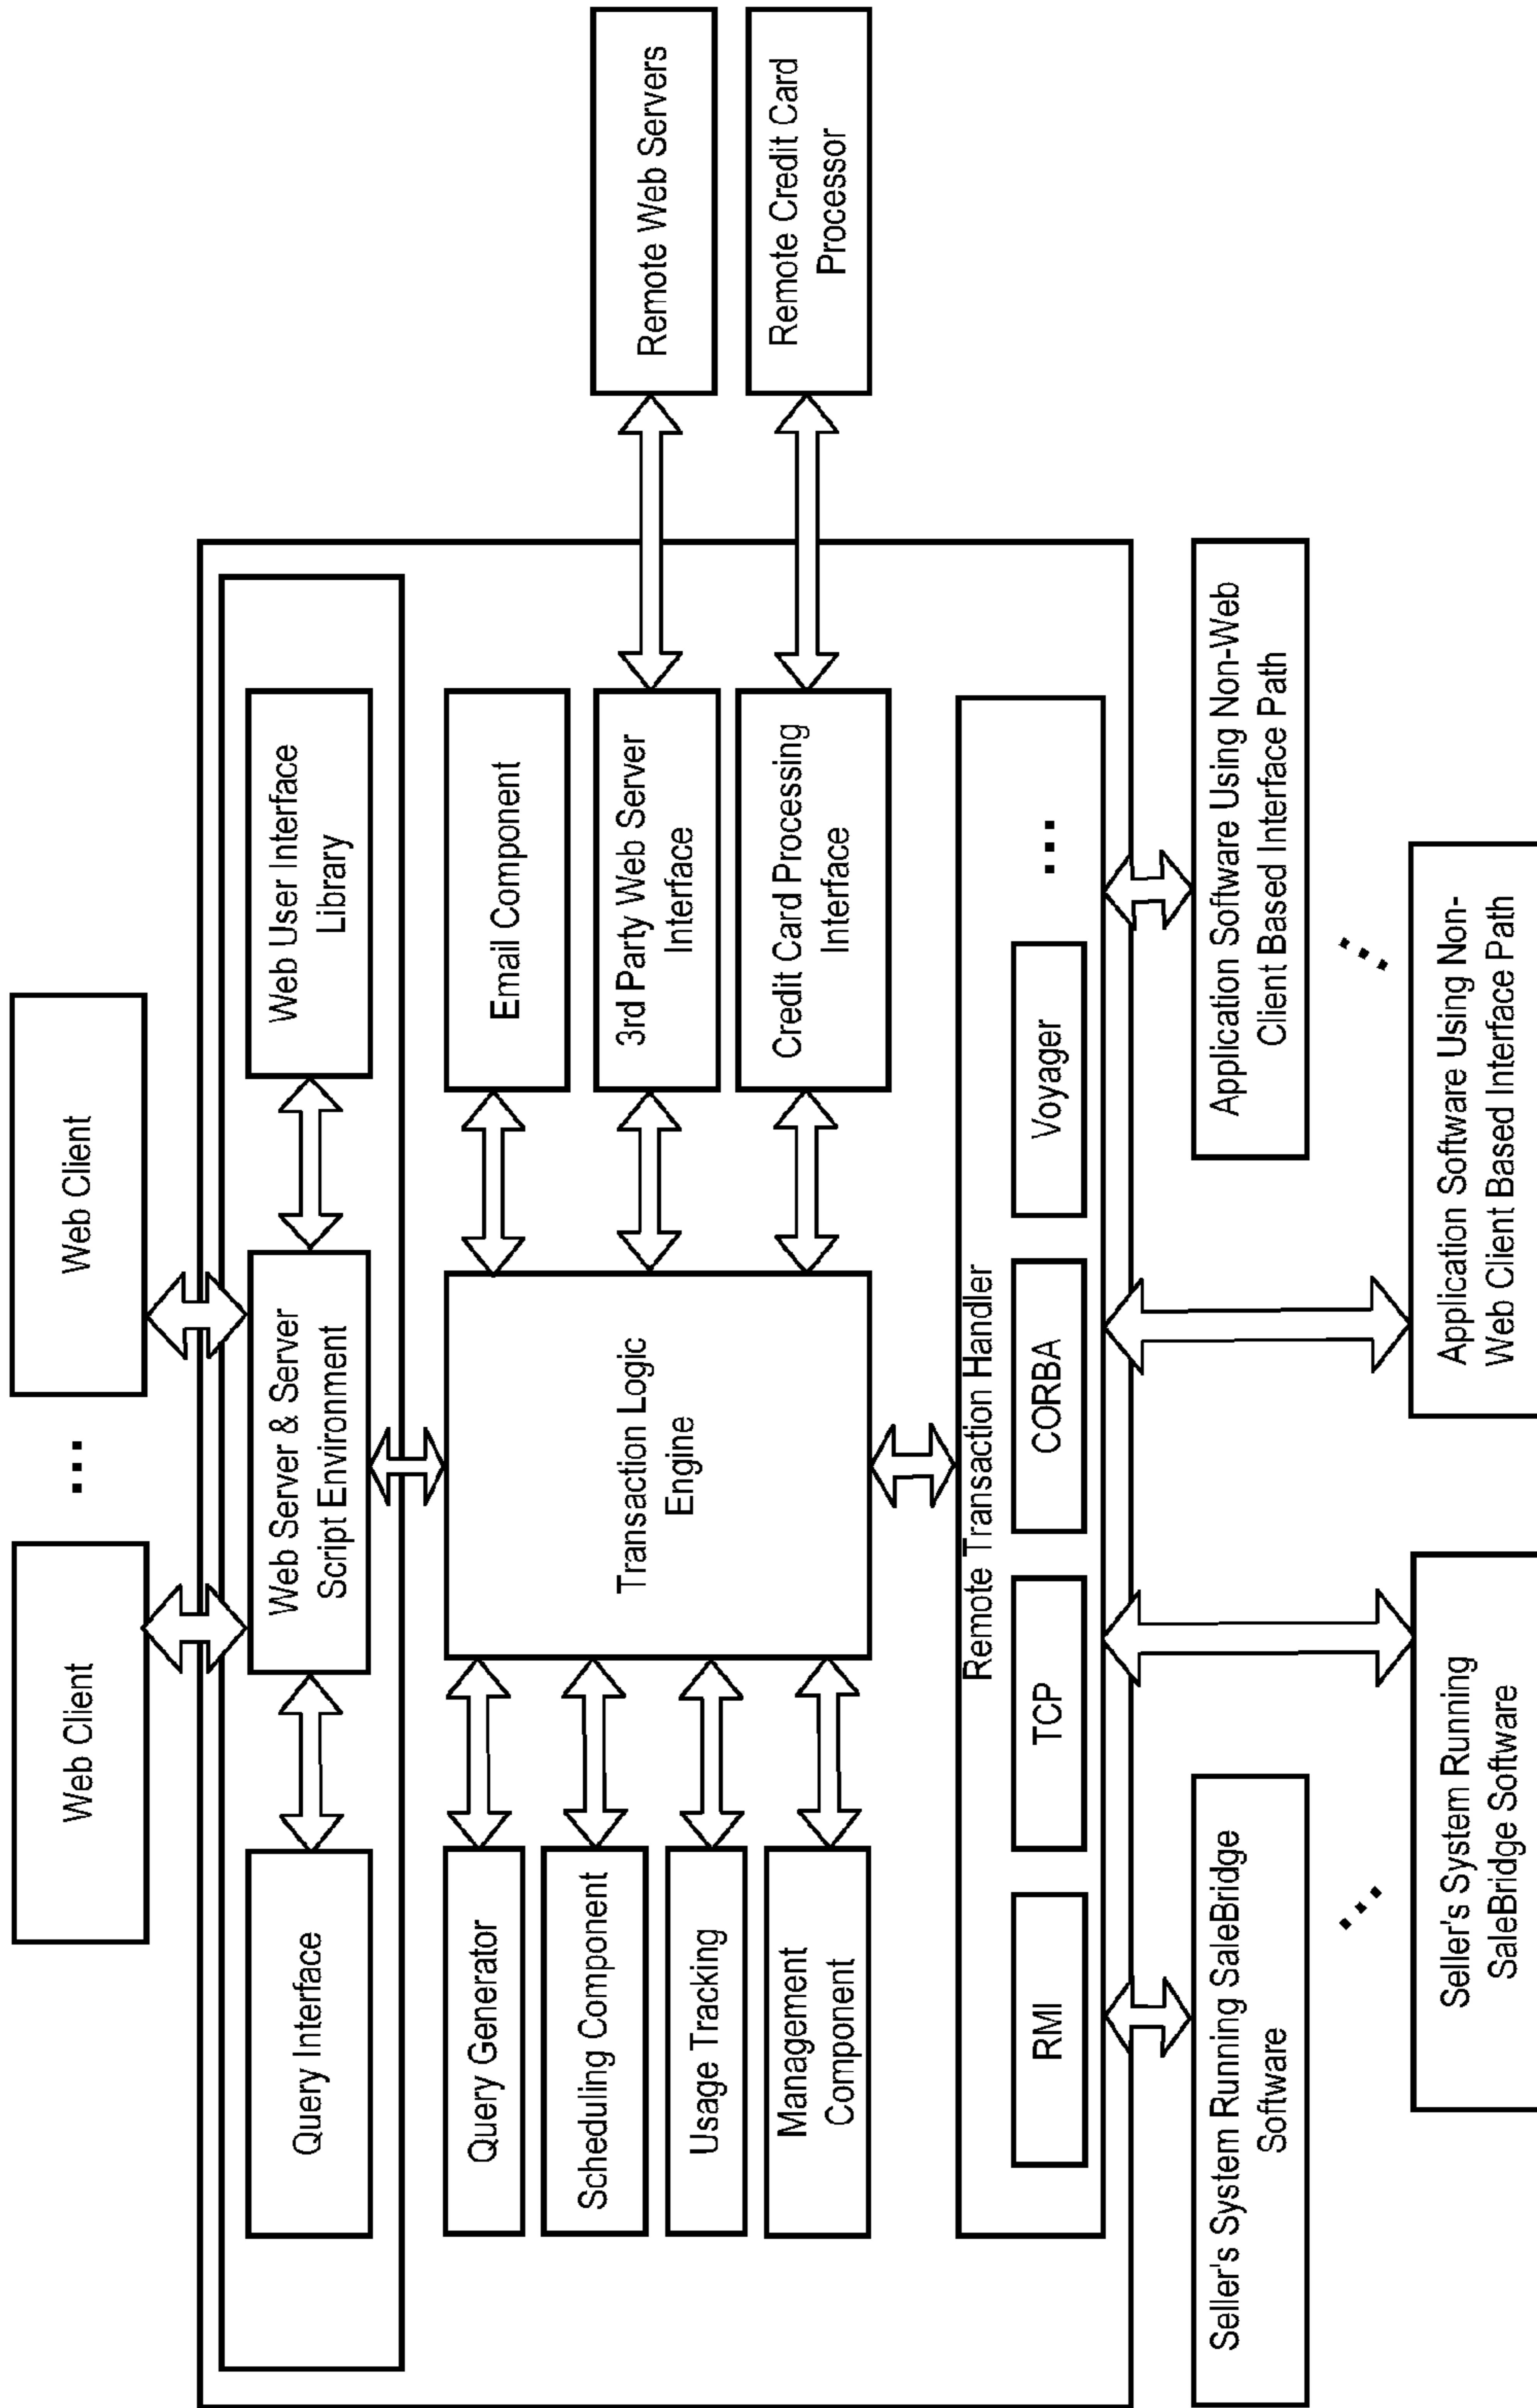 Web Client
...
Web Client
Query Interface
Web Server & Server
Script Environment
Web User Interface
Library
Query Generator
Scheduling Component
Usage Tracking
Management
Component
Transaction Logic
Engine
Email Component
3rd Party Web Server
Interface
Credit Card Processing
Interface
Remote Web Servers
Remote Credit Card
Processor
Remote Transaction Handler
RMI
TCP
CORBA
Voyager
...
Seller's System Running SaleBridge
Software
...
Seller's System Running
SaleBridge Software
Application Software Using Non-Web
Client Based Interface Path
...
Application Software Using Non-
Web Client Based Interface Path